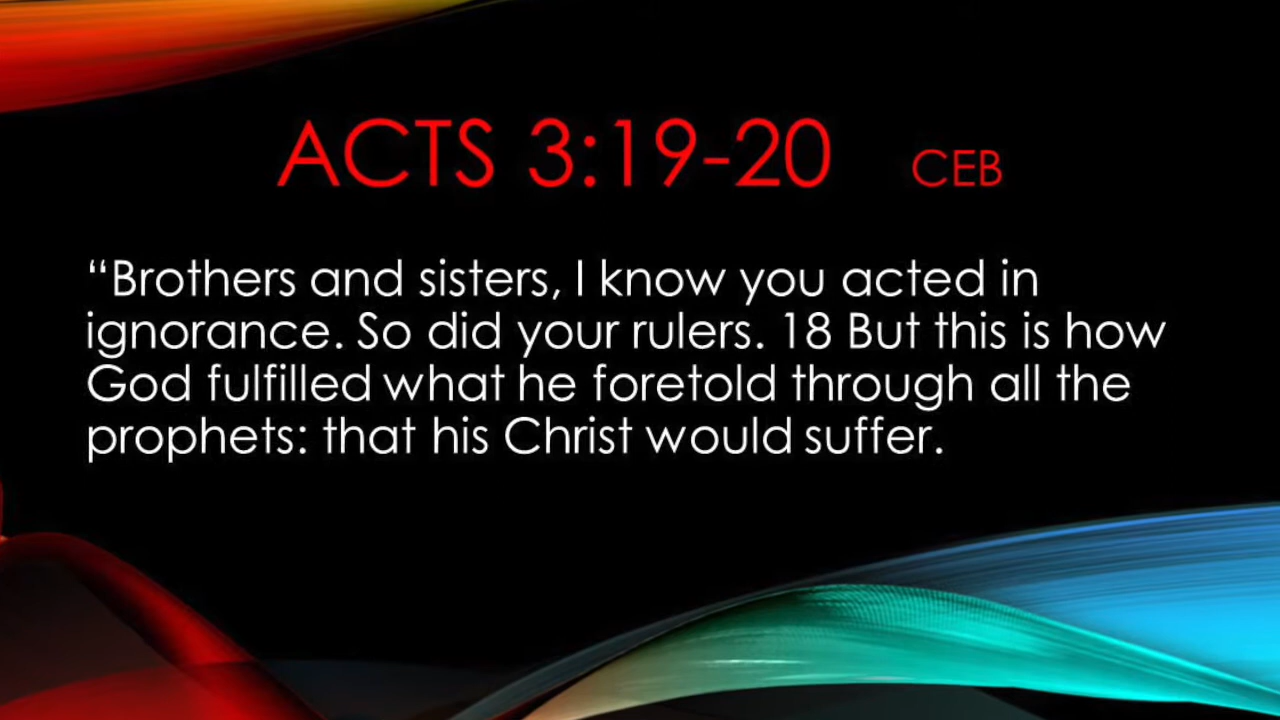 ACTS 3:19-20 CEB
“Brothers and sisters, I know you acted in
ignorance. So did your rulers. 18 But this is how
God fulfilled what he foretold through all the
prophets: that his Christ would suffer.